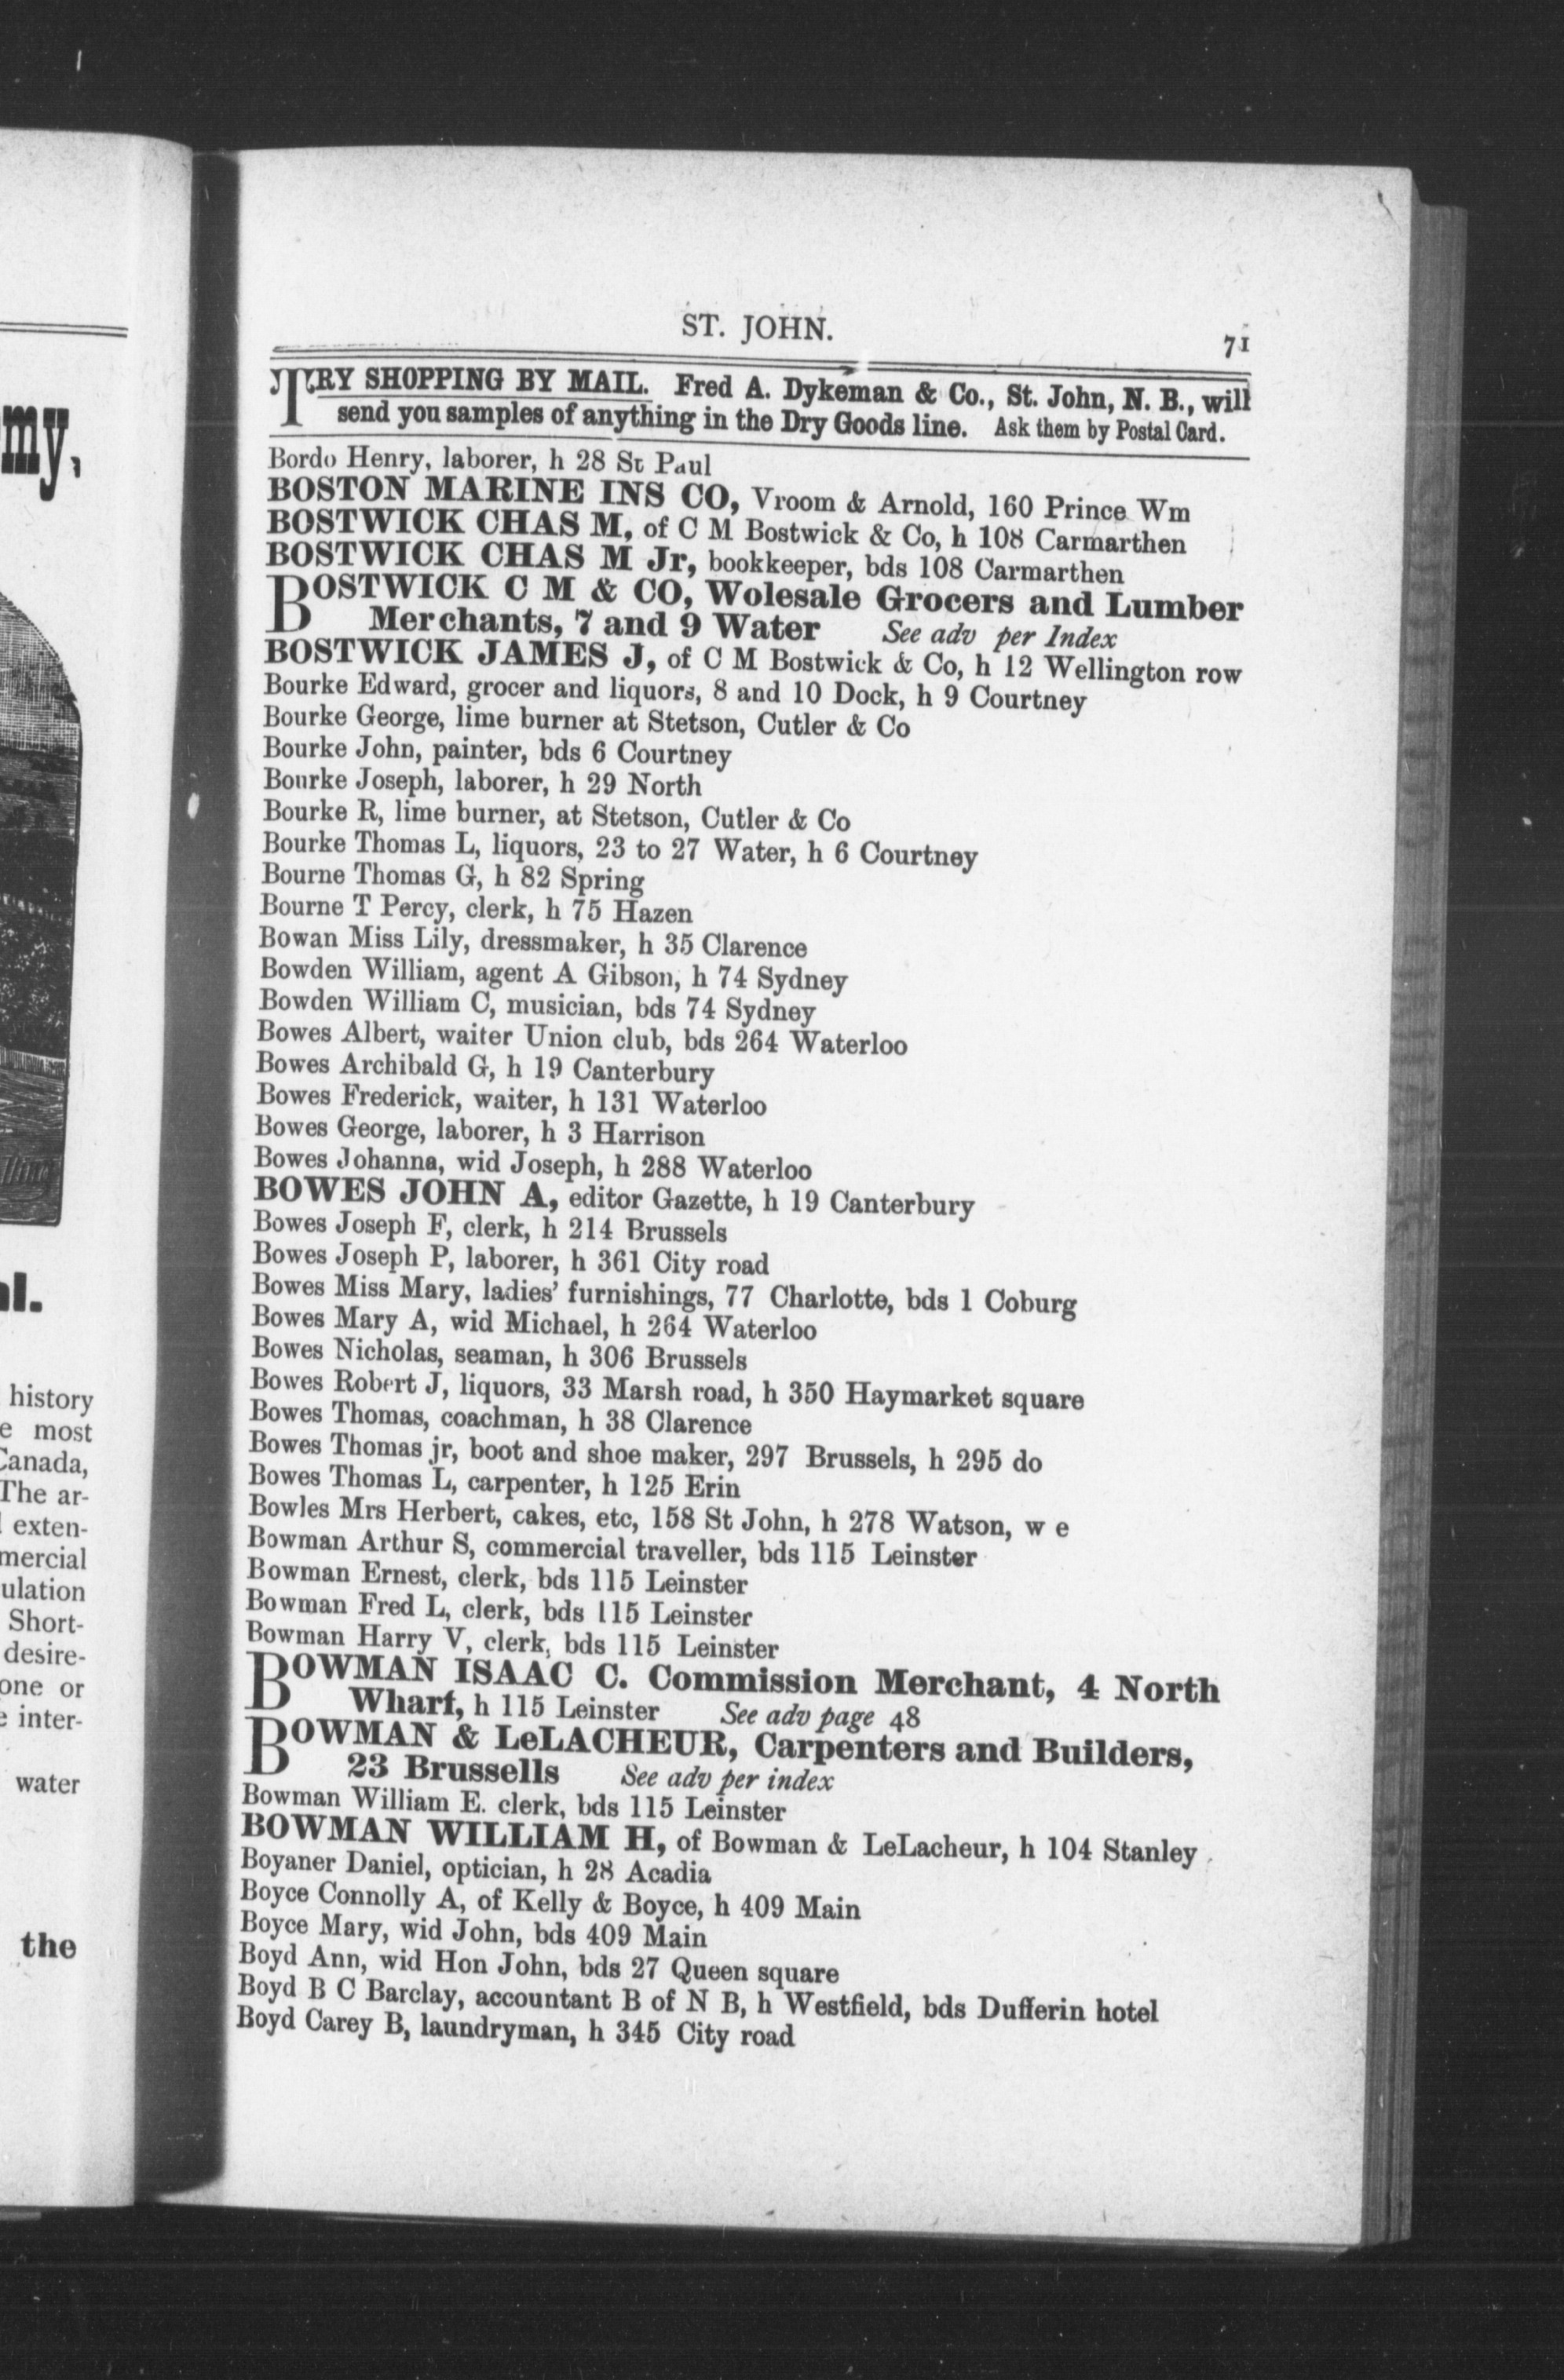 my,
al.
history
e most
Canada,
The ar-
exten-
mercial
ulation
Short-
desire-
one or
e inter-
water
the
ST. JOHN.
71
TRY SHOPPING BY MAIL. Fred A. Dykeman & Co., St. John, N. B., will
send you samples of anything in the Dry Goods line. Ask them by Postal Card.
Bordo Henry, laborer, h 28 St Paul
BOSTON MARINE INS CO, Vroom & Arnold, 160 Prince Wm
BOSTWICK CHAS M, of C M Bostwick & Co, h 108 Carmarthen
BOSTWICK CHAS M Jr, bookkeeper, bds 108 Carmarthen
BOSTWICK C M & CO, Wolesale Grocers and Lumber
Merchants, 7 and 9 Water See adv per Index
BOSTWICK JAMES J, of C M Bostwick & Co, h 12 Wellington row
Bourke Edward, grocer and liquors, 8 and 10 Dock, h 9 Courtney
Bourke George, lime burner at Stetson, Cutler & Co
Bourke John, painter, bds 6 Courtney
Bourke Joseph, laborer, h 29 North
Bourke R, lime burner, at Stetson, Cutler & Co
Bourke Thomas L, liquors, 23 to 27 Water, h 6 Courtney
Bourne Thomas G, h 82 Spring
Bourne T Percy, clerk, h 75 Hazen
Bowan Miss Lily, dressmaker, h 35 Clarence
Bowden William, agent A Gibson, h 74 Sydney
Bowden William C, musician, bds 74 Sydney
Bowes Albert, waiter Union club, bds 264 Waterloo
Bowes Archibald G, h 19 Canterbury
Bowes Frederick, waiter, h 131 Waterloo
Bowes George, laborer, h 3 Harrison
Bowes Johanna, wid Joseph, h 288 Waterloo
BOWES JOHN A, editor Gazette, h 19 Canterbury
Bowes Joseph F, clerk, h 214 Brussels
Bowes Joseph P, laborer, h 361 City road
Bowes Miss Mary, ladies' furnishings, 77 Charlotte, bds 1 Coburg
Bowes Mary A, wid Michael, h 264 Waterloo
Bowes Nicholas, seaman, h 306 Brussels
Bowes Robert J, liquors, 33 Marsh road, h 350 Haymarket square
Bowes Thomas, coachman, h 38 Clarence
Bowes Thomas jr, boot and shoe maker, 297 Brussels, h 295 do
Bowes Thomas L, carpenter, h 125 Erin
Bowles Mrs Herbert, cakes, etc, 158 St John, h 278 Watson, w e
Bowman Arthur S, commercial traveller, bds 115 Leinster
Bowman Ernest, clerk, bds 115 Leinster
Bowman Fred L, clerk, bds 115 Leinster
Bowman Harry V, clerk, bds 115 Leinster
BOWMAN ISAAC C. Commission Merchant, 4 North
Wharf, h 115 Leinster See adv page 48
BOWMAN & LeLACHEUR, Carpenters and Builders,
23 Brussells See adv per index
Bowman William E. clerk, bds 115 Leinster
BOWMAN WILLIAM H, of Bowman & LeLacheur, h 104 Stanley
Boyaner Daniel, optician, h 28 Acadia
Boyce Connolly A, of Kelly & Boyce, h 409 Main
Boyce Mary, wid John, bds 409 Main
Boyd Ann, wid Hon John, bds 27 Queen square
Boyd B C Barclay, accountant B of N B, h Westfield, bds Dufferin hotel
Boyd Carey B, laundryman, h 345 City road